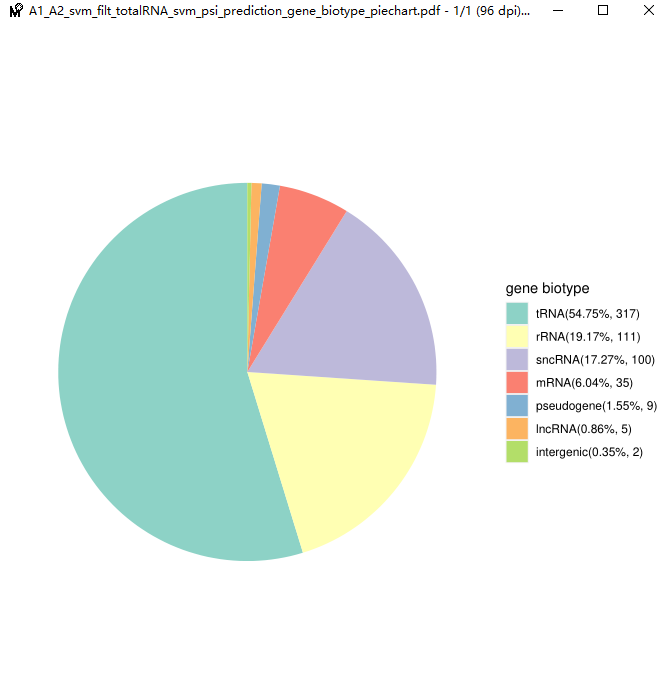 A1_A2_svm_filt_totalRNA_svm_psi_prediction_gene_biotype_piechart.pdf - 1/1 (96 dpi)...
gene biotype
tRNA(54.75%, 317)
rRNA(19.17%, 111)
sncRNA(17.27%, 100)
mRNA(6.04%, 35)
pseudogene(1.55%, 9)
lncRNA(0.86%, 5)
intergenic(0.35%, 2)